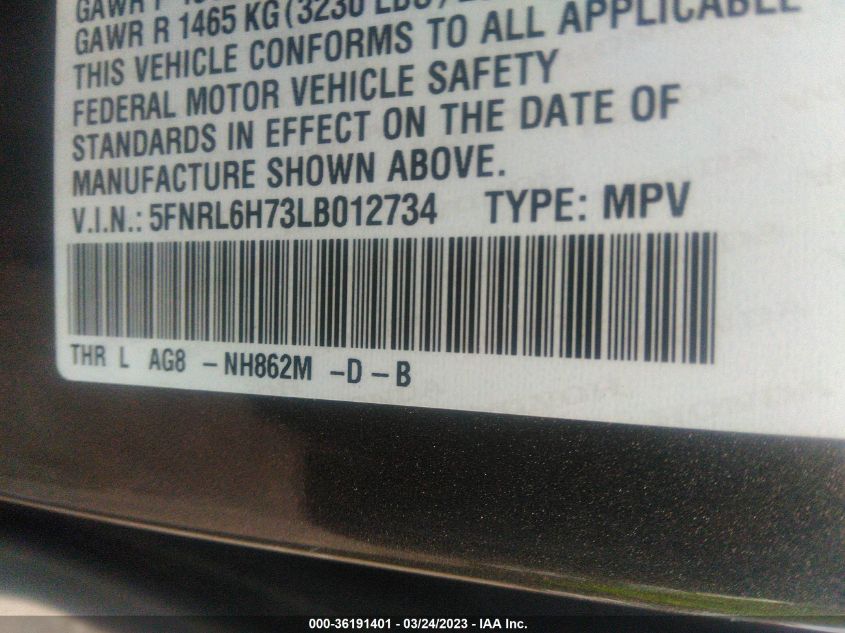 GAWR F
GAWR R 1465 KG (3230 LBS)
THIS VEHICLE CONFORMS TO ALL APPLICABLE
FEDERAL MOTOR VEHICLE SAFETY
STANDARDS IN EFFECT ON THE DATE OF
MANUFACTURE SHOWN ABOVE.
V.I.N.: 5FNRL6H73LB012734 TYPE: MPV
THR L AG8 - NH862M - D - B
000-36191401 - 03/24/2023 - IAA Inc.